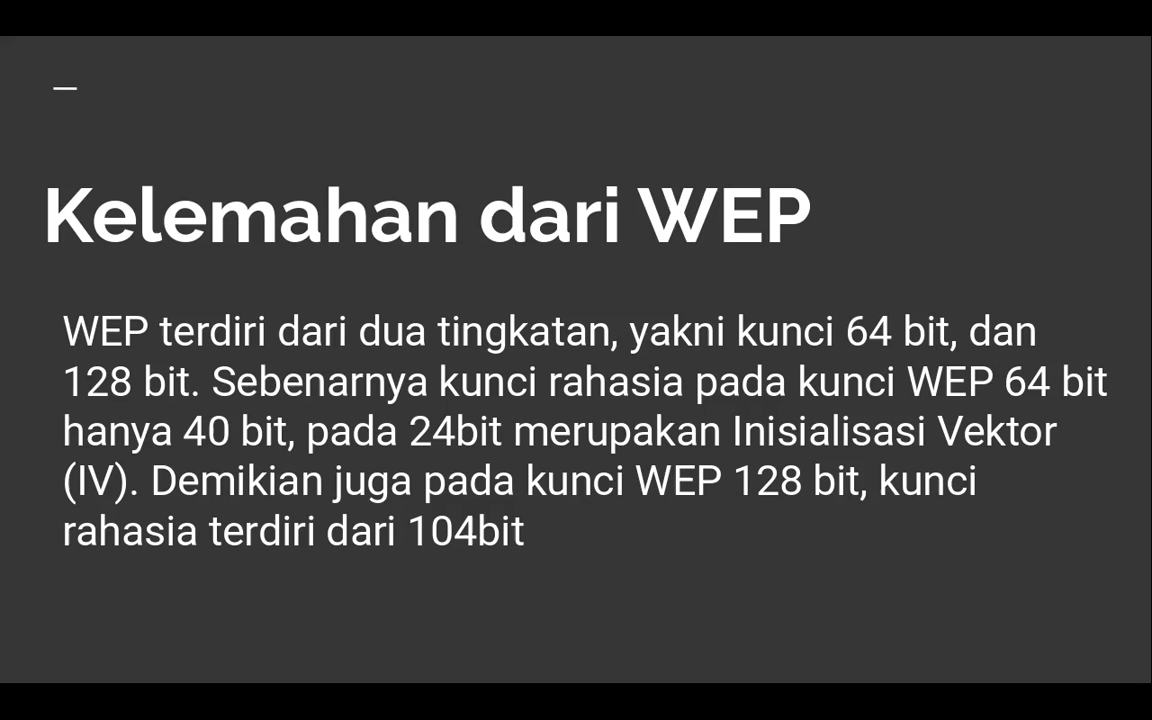 Kelemahan dari WEP
WEP terdiri dari dua tingkatan, yakni kunci 64 bit, dan
128 bit. Sebenarnya kunci rahasia pada kunci WEP 64 bit
hanya 40 bit, pada 24bit merupakan Inisialisasi Vektor
(IV). Demikian juga pada kunci WEP 128 bit, kunci
rahasia terdiri dari 104bit